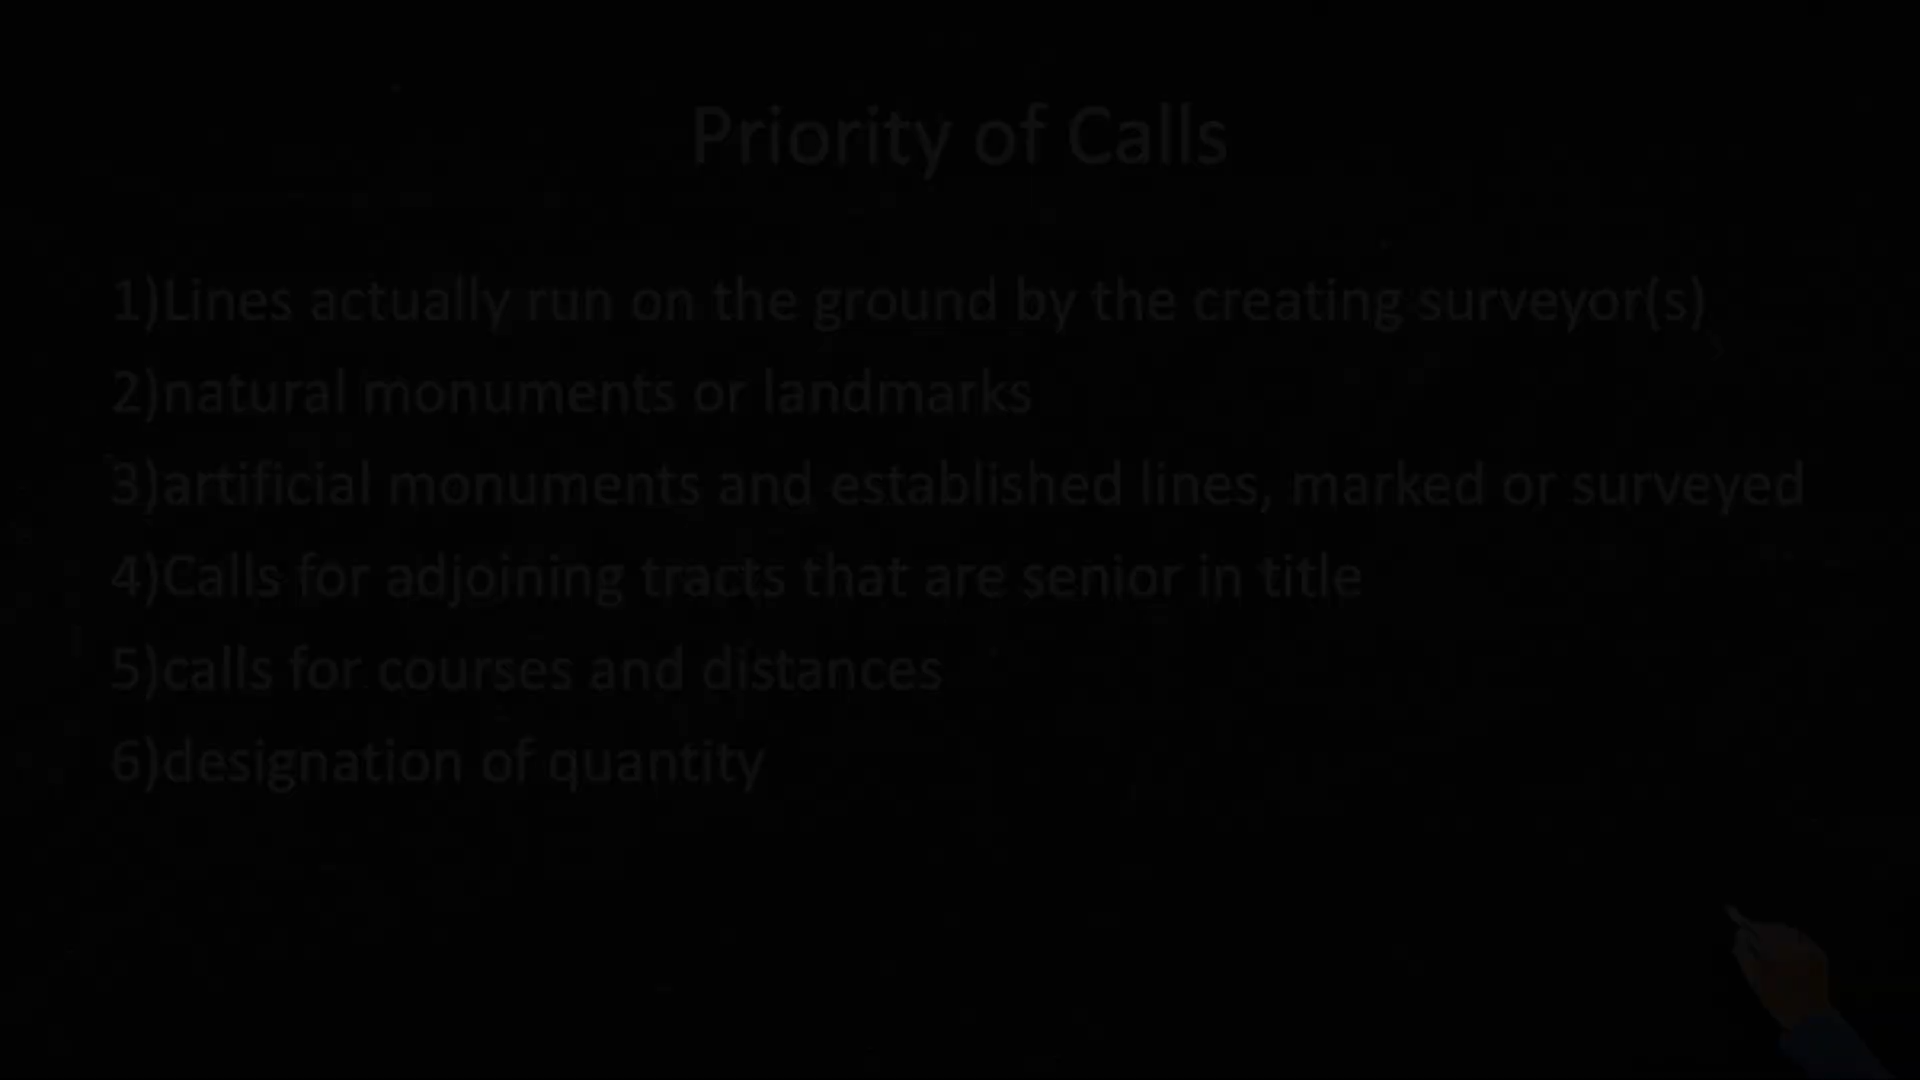 Priority of Calls
1)Lines actually run on the ground by the creating surveyor(s)
2)natural monuments or landmarks
3)artificial monuments and established lines, marked or surveyed
4)Calls for adjoining tracts that are senior in title
5)calls for courses and distances
6)designation of quantity